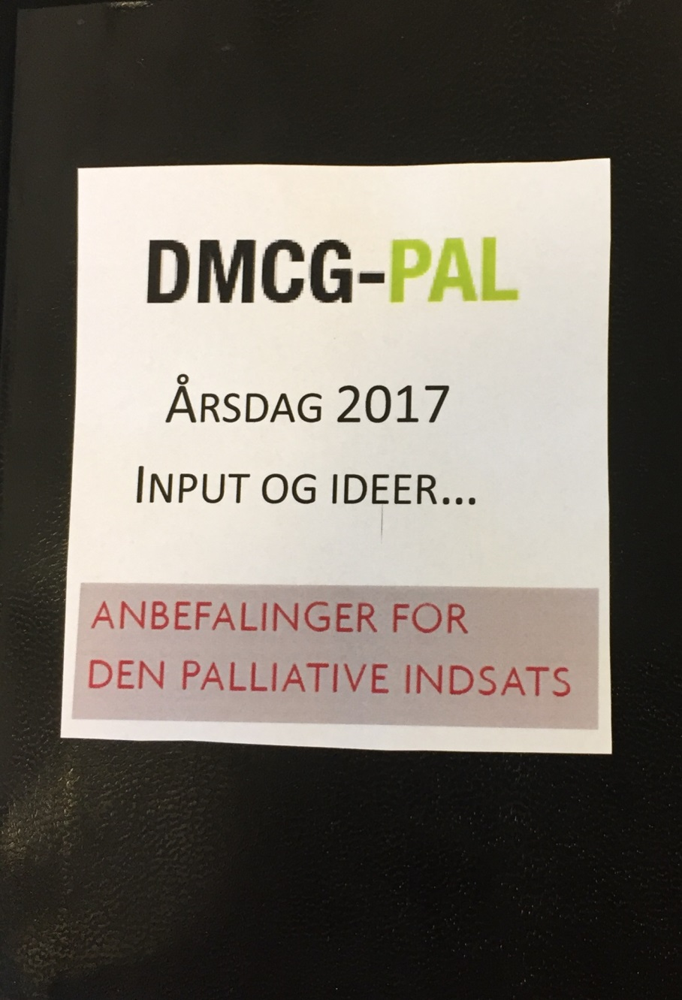 DMCG-PAL
ÅRSDAG 2017
INPUT OG IDEER...
ANBEFALINGER FOR
DEN PALLIATIVE INDSATS